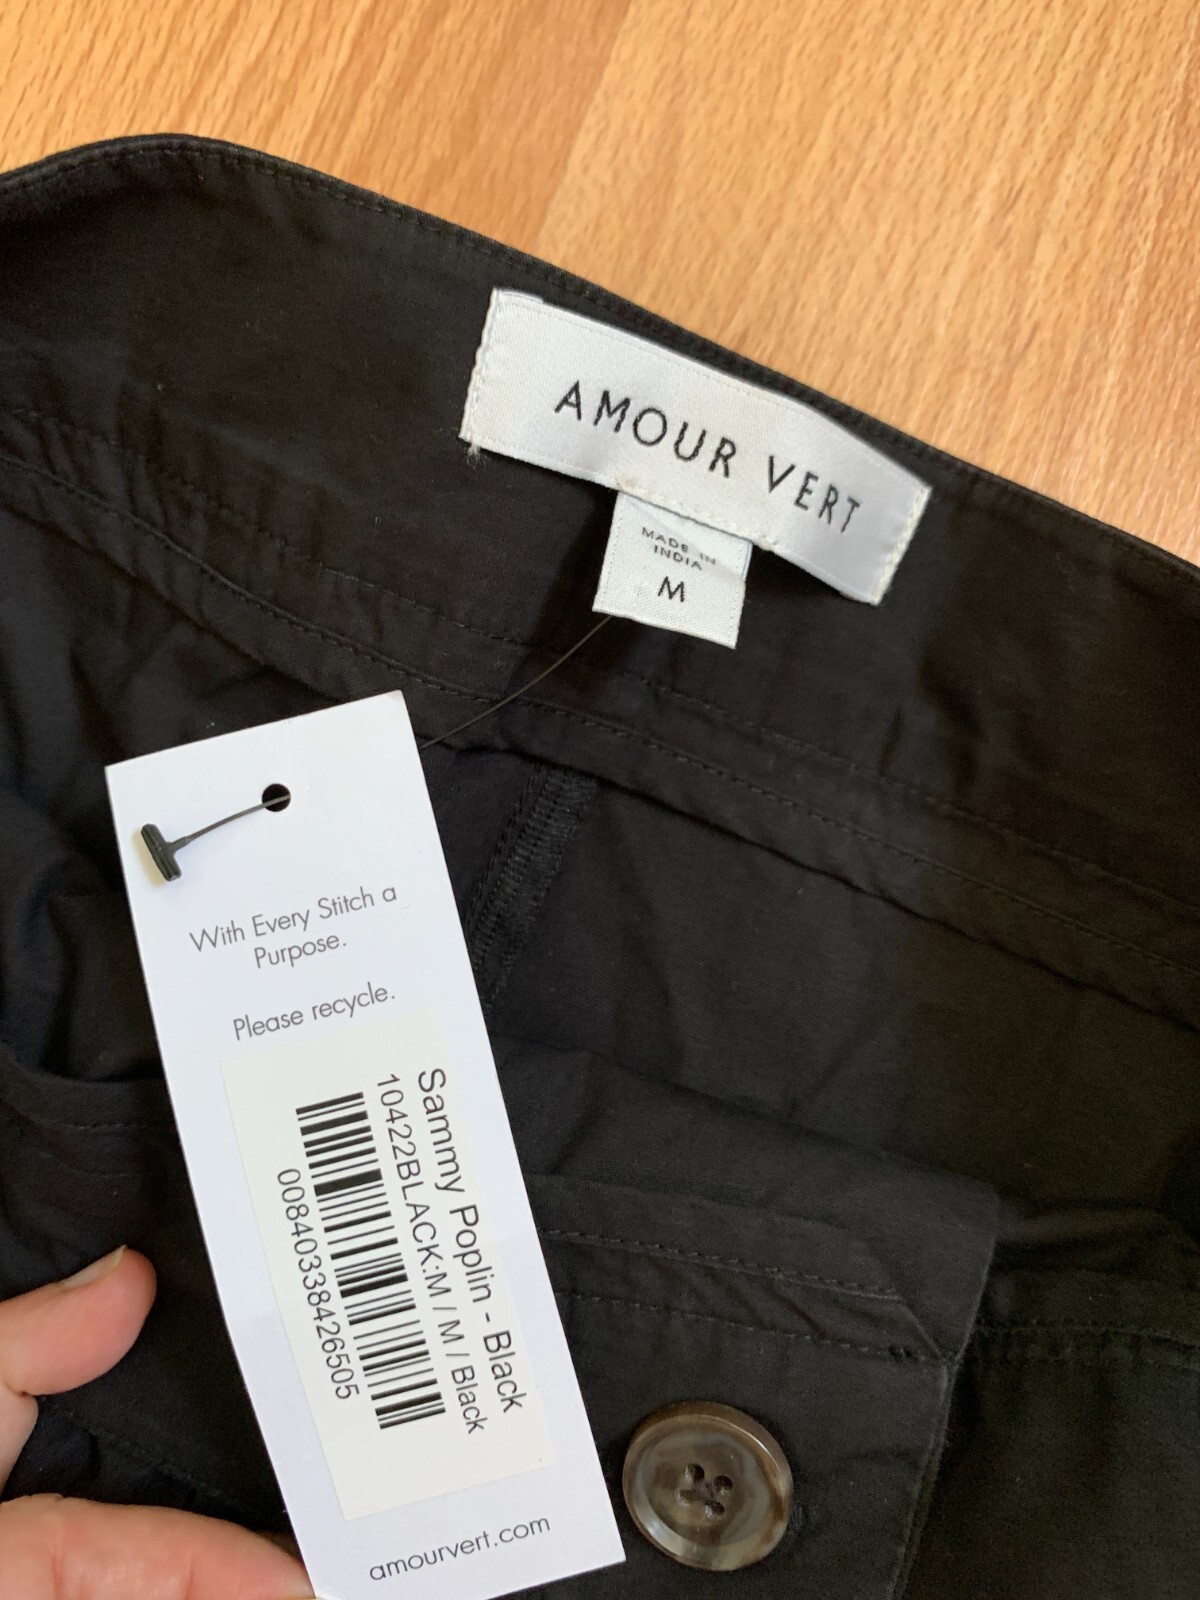 AMOUR VERT
MADE IN
INDIA
M
With Every Stitch a
Purpose.
Please recycle.
Sammy Poplin - Black
10422BLACK:M / M / Black
00840338426505
amourvert.com